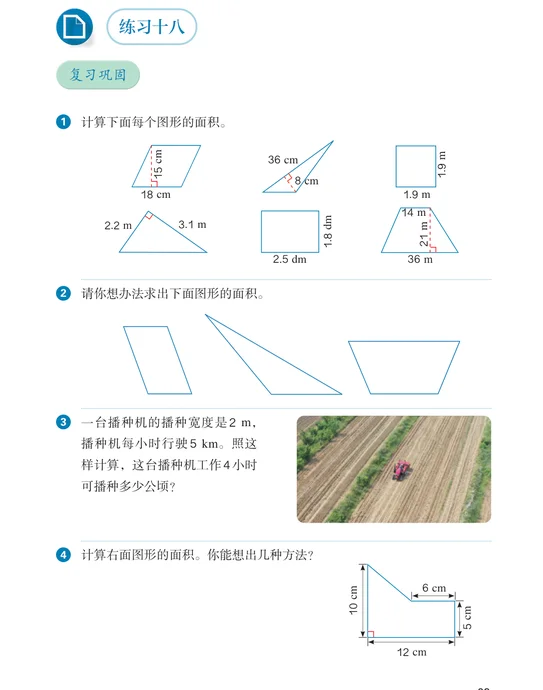 练习十八
复习巩固
1 计算下面每个图形的面积。
15 cm
18 cm
36 cm
8 cm
1.9 m
1.9 m
2.2 m
3.1 m
1.8 dm
2.5 dm
14 m
21 m
36 m
2 请你想办法求出下面图形的面积。
3 一台播种机的播种宽度是2 m，
播种机每小时行驶5 km。照这
样计算，这台播种机工作4小时
可播种多少公顷？
4 计算右面图形的面积。你能想出几种方法？
10 cm
6 cm
5 cm
12 cm